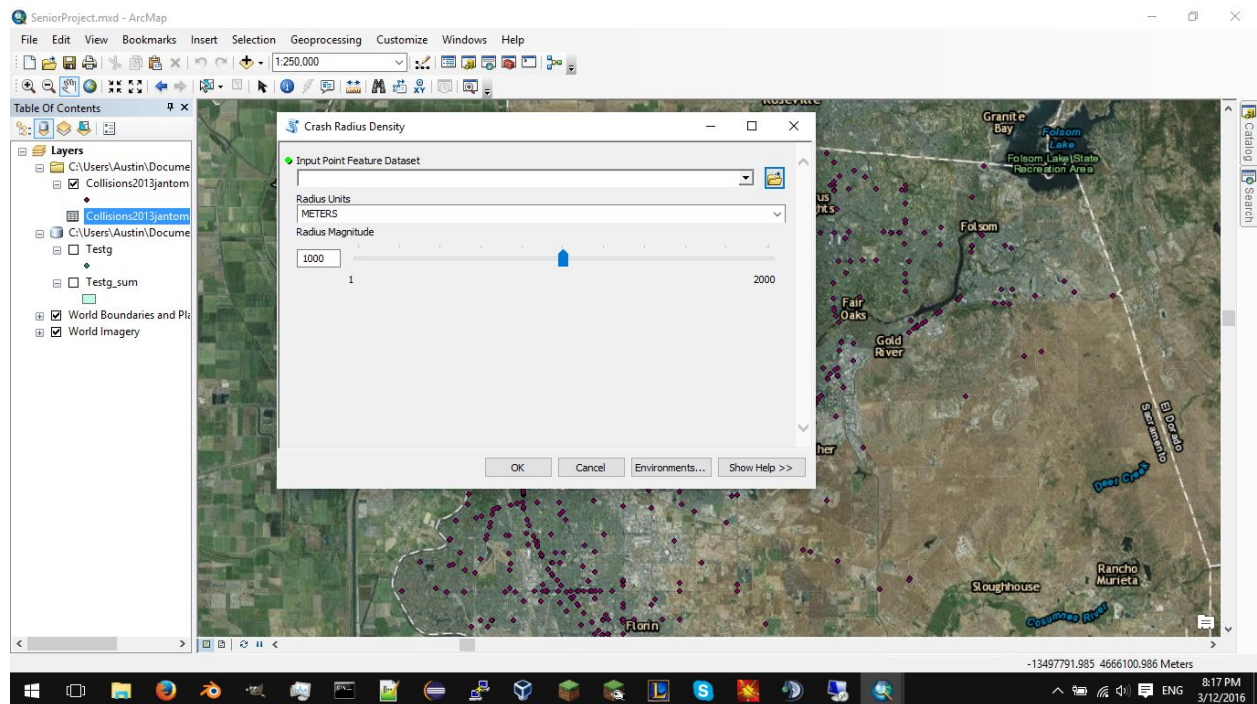 SeniorProject.mxd - ArcMap
File Edit View Bookmarks Insert Selection Geoprocessing Customize Windows Help
1:250,000
Table Of Contents
Layers
C:\Users\Austin\Docume
Collisions2013jantom
Collisions2013jantom
C:\Users\Austin\Docume
Testg
Testg_sum
World Boundaries and Pla
World Imagery
Crash Radius Density
Input Point Feature Dataset
Radius Units
METERS
Radius Magnitude
1000
1 2000
OK Cancel Environments... Show Help >>
Granite
Bay
Folsom
Lake
Folsom Lake State
Recreation Area
Folsom
Fair
Oaks
Gold
River
El Dorado
Sacramento
Deer Creek
Rancho
Murieta
Sloughhouse
Cosumnes River
Florin
Catalog
Search
-13497791.985 4666100.986 Meters
ENG
8:17 PM
3/12/2016